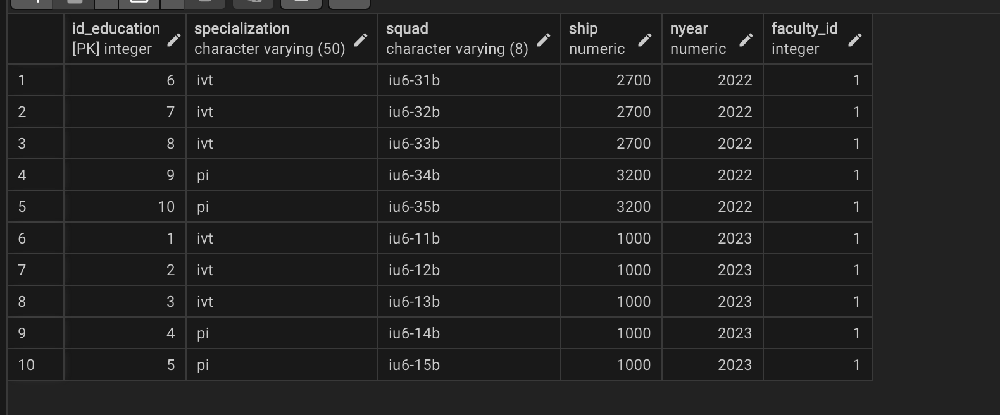 id_education specialization squad ship nyear faculty_id
[PK] integer character varying (50) character varying (8) numeric numeric integer
1 6 ivt iu6-31b 2700 2022 1
2 7 ivt iu6-32b 2700 2022 1
3 8 ivt iu6-33b 2700 2022 1
4 9 pi iu6-34b 3200 2022 1
5 10 pi iu6-35b 3200 2022 1
6 1 ivt iu6-11b 1000 2023 1
7 2 ivt iu6-12b 1000 2023 1
8 3 ivt iu6-13b 1000 2023 1
9 4 pi iu6-14b 1000 2023 1
10 5 pi iu6-15b 1000 2023 1